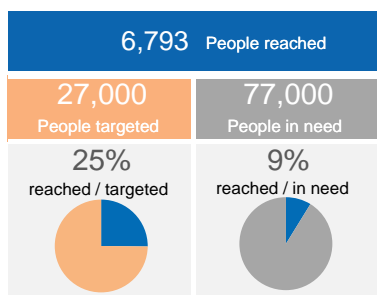 6,793 People reached
27,000
People targeted
77,000
People in need
25%
reached / targeted
9%
reached / in need